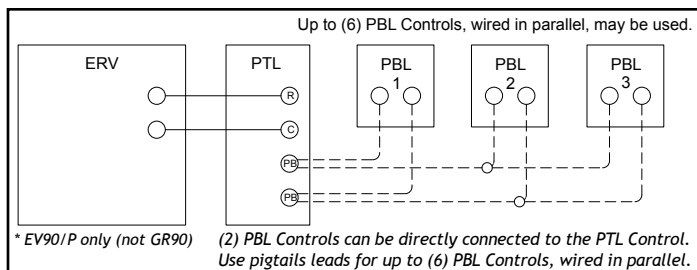 Up to (6) PBL Controls, wired in parallel, may be used.
ERV
PTL
PBL
1
PBL
2
PBL
3
R
C
PB
PB
* EV90/P only (not GR90)
(2) PBL Controls can be directly connected to the PTL Control.
Use pigtails leads for up to (6) PBL Controls, wired in parallel.